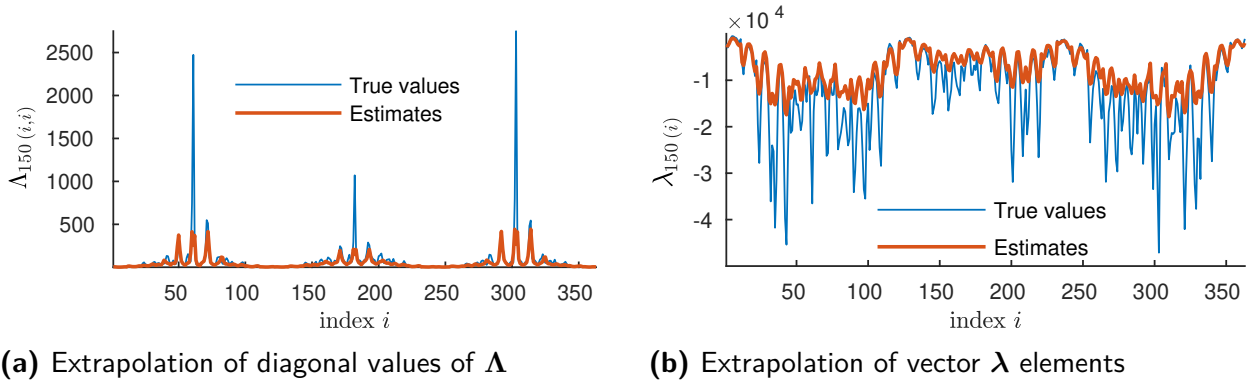 2500
2000
1500
1000
500
Λ150 (i,i)
True values
Estimates
50 100 150 200 250 300 350
index i
(a) Extrapolation of diagonal values of Λ
×10 4
-1
-2
-3
-4
λ150 (i)
True values
Estimates
50 100 150 200 250 300 350
index i
(b) Extrapolation of vector λ elements